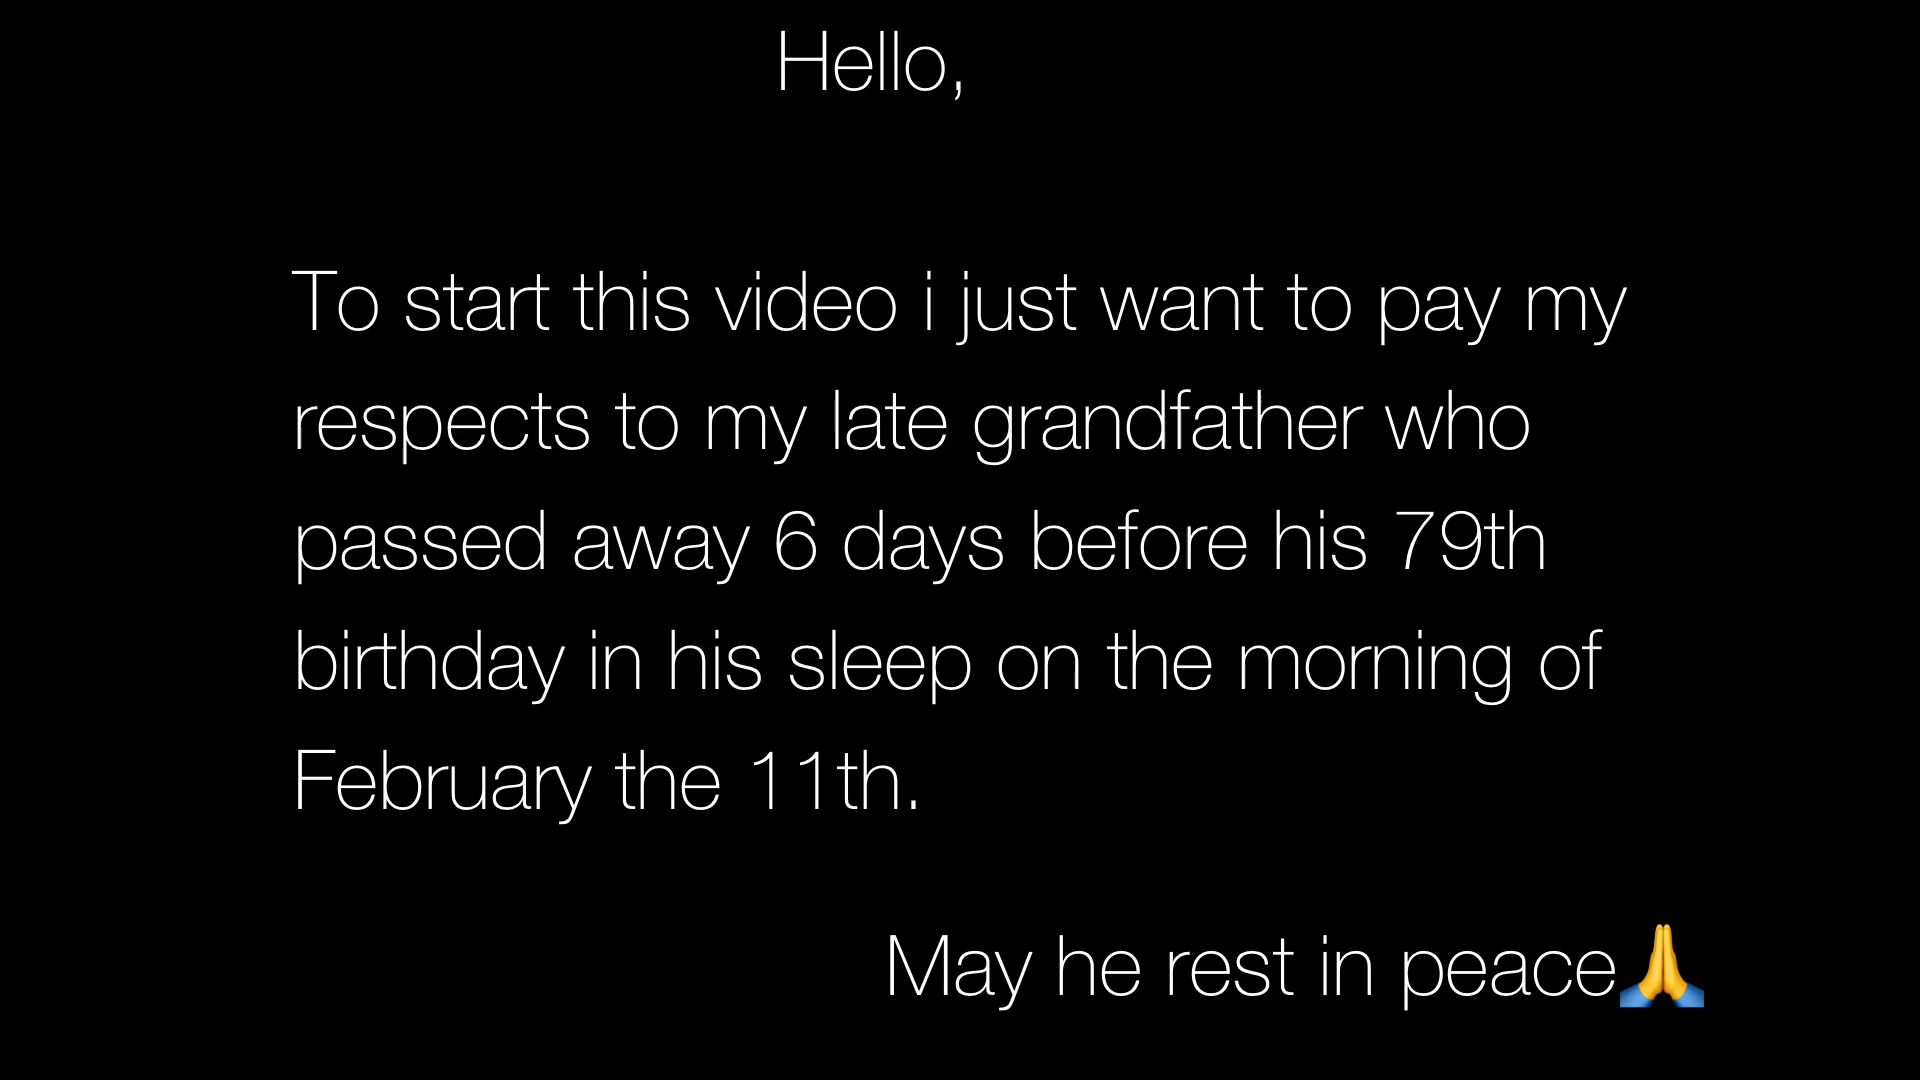 Hello,
To start this video i just want to pay my
respects to my late grandfather who
passed away 6 days before his 79th
birthday in his sleep on the morning of
February the 11th.
May he rest in peace🙏